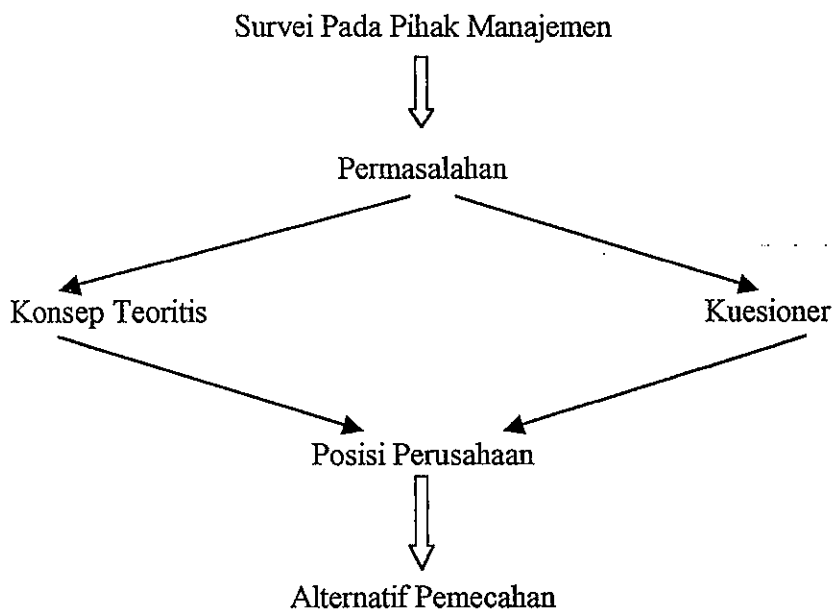 Survei Pada Pihak Manajemen
Permasalahan
Konsep Teoritis
Kuesioner
Posisi Perusahaan
Alternatif Pemecahan